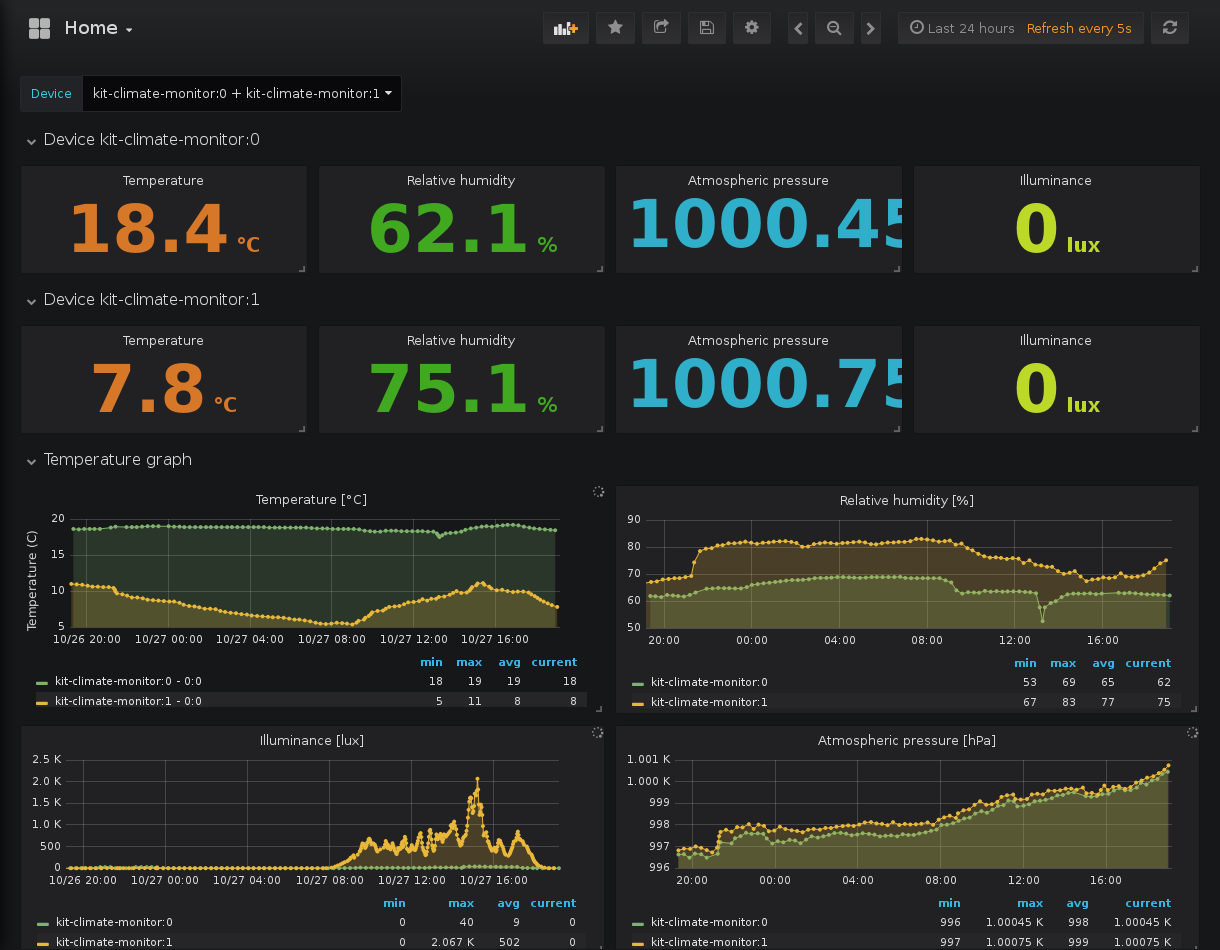 Home
Last 24 hours Refresh every 5s
Device kit-climate-monitor:0 + kit-climate-monitor:1
Device kit-climate-monitor:0
Temperature Relative humidity Atmospheric pressure Illuminance
18.4 °C 62.1 % 1000.45 0 lux
Device kit-climate-monitor:1
Temperature Relative humidity Atmospheric pressure Illuminance
7.8 °C 75.1 % 1000.75 0 lux
Temperature graph
Temperature [°C]
Temperature (C)
20
15
10
5
10/26 20:00 10/27 00:00 10/27 04:00 10/27 08:00 10/27 12:00 10/27 16:00
min max avg current
kit-climate-monitor:0 - 0:0 18 19 19 18
kit-climate-monitor:1 - 0:0 5 11 8 8
Relative humidity [%]
90
80
70
60
50
20:00 00:00 04:00 08:00 12:00 16:00
min max avg current
kit-climate-monitor:0 53 69 65 62
kit-climate-monitor:1 67 83 77 75
Illuminance [lux]
2.5 K
2.0 K
1.5 K
1.0 K
500
0
10/26 20:00 10/27 00:00 10/27 04:00 10/27 08:00 10/27 12:00 10/27 16:00
min max avg current
kit-climate-monitor:0 0 40 9 0
kit-climate-monitor:1 0 2.067 K 502 0
Atmospheric pressure [hPa]
1.001 K
1.000 K
999
998
997
996
20:00 00:00 04:00 08:00 12:00 16:00
min max avg current
kit-climate-monitor:0 996 1.00045 K 998 1.00045 K
kit-climate-monitor:1 997 1.00075 K 999 1.00075 K